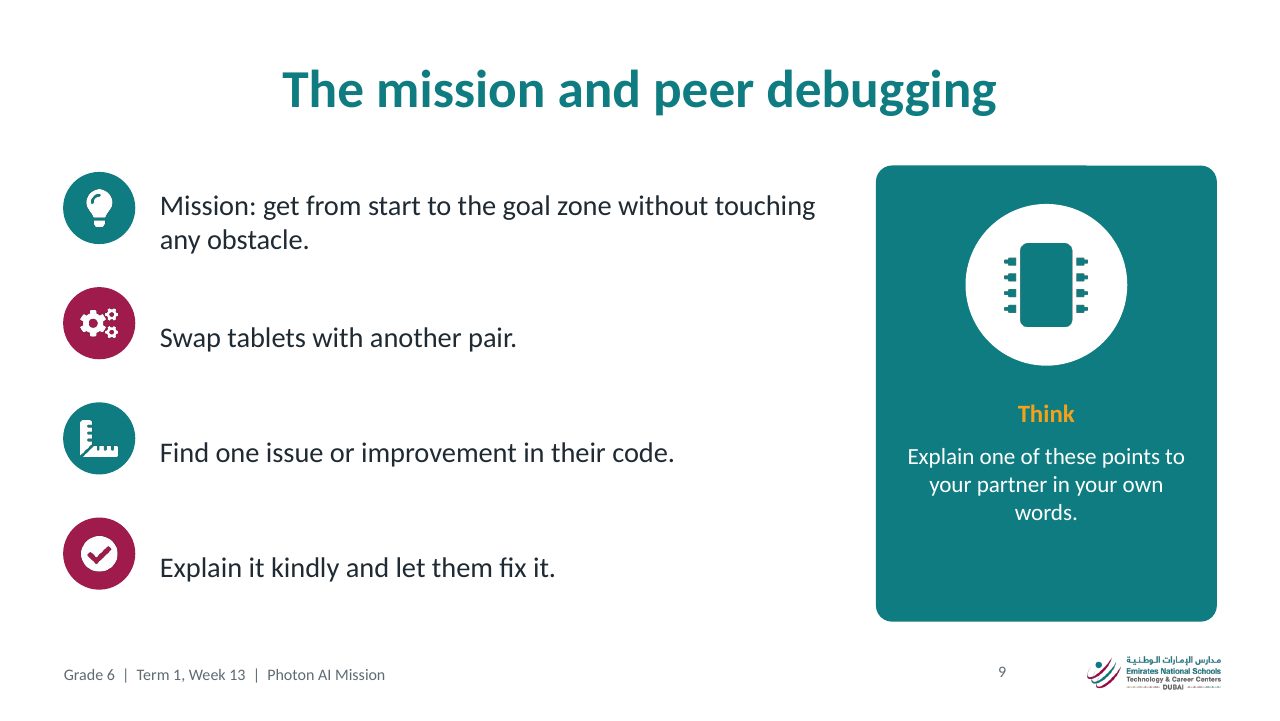 The mission and peer debugging
Mission: get from start to the goal zone without touching
any obstacle.
Swap tablets with another pair.
Find one issue or improvement in their code.
Explain it kindly and let them fix it.
Think
Explain one of these points to
your partner in your own
words.
Grade 6 | Term 1, Week 13 | Photon AI Mission
9
مدارس الإمارات الوطنية
Emirates National Schools
Technology & Career Centers
DUBAI